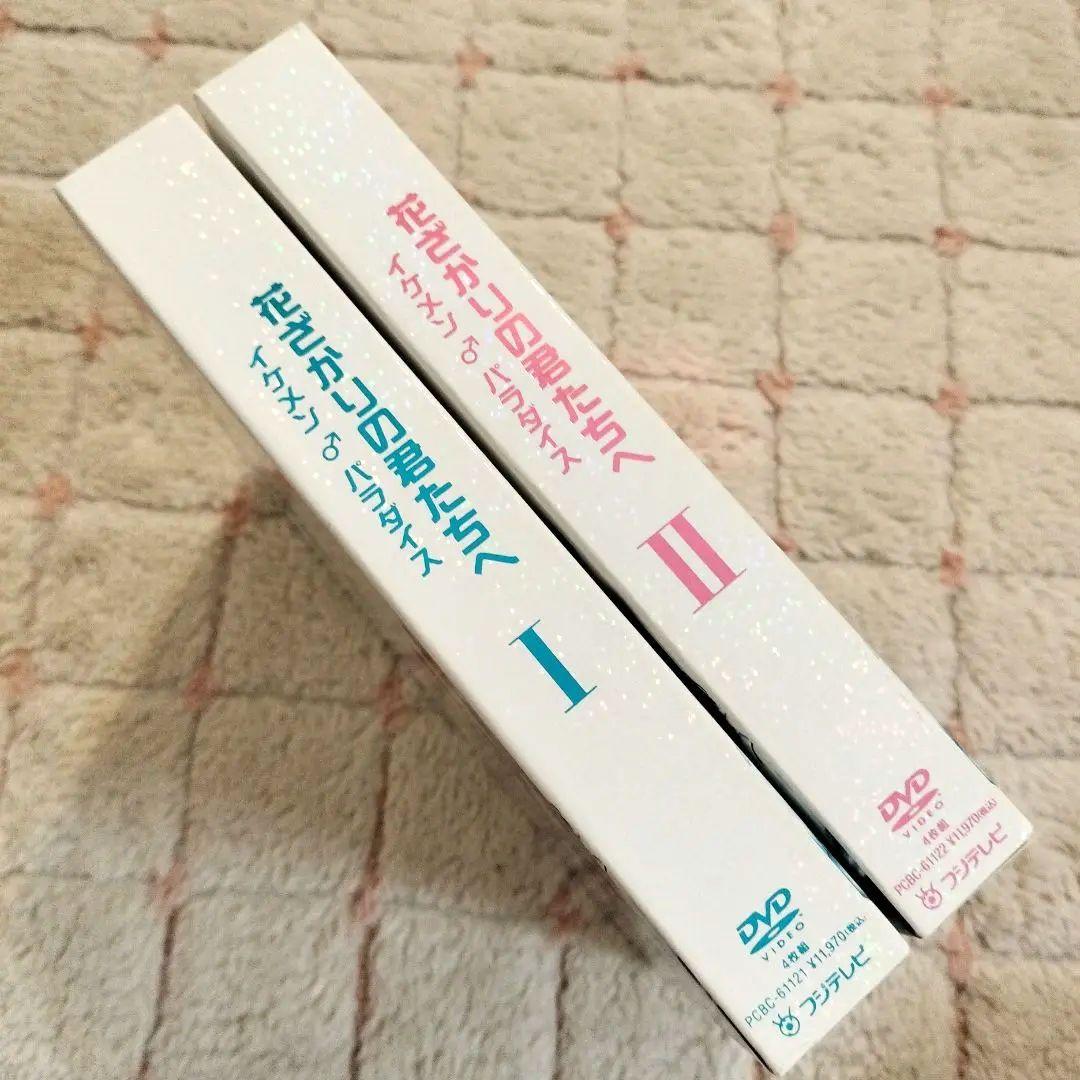 花ざかりの君たちへ
イケメン♂パラダイス
I
DVD
VIDEO
4枚組
PCBC-61121 ¥11,970(税込)
フジテレビ
花ざかりの君たちへ
イケメン♂パラダイス
II
DVD
VIDEO
4枚組
PCBC-61122 ¥11,970(税込)
フジテレビ